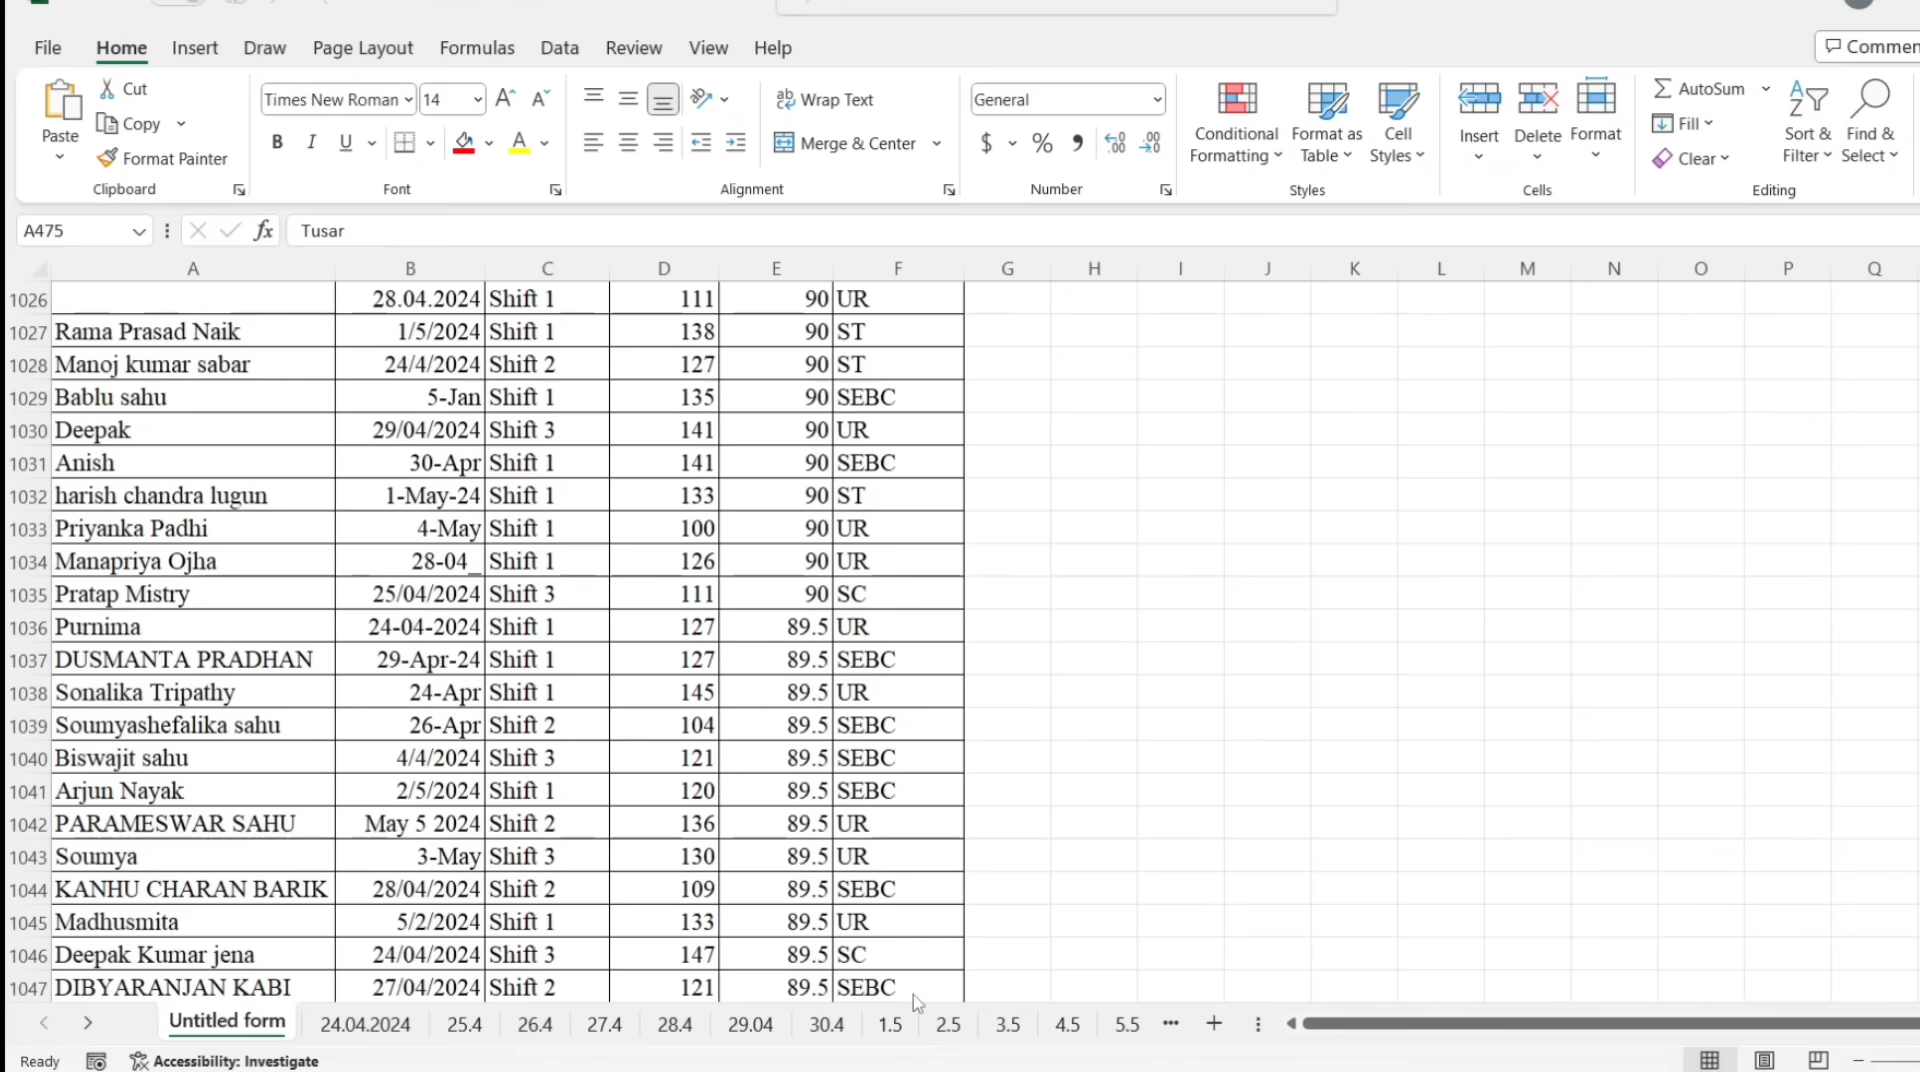 File Home Insert Draw Page Layout Formulas Data Review View Help Commen
Paste Cut Copy Format Painter
Times New Roman 14
B I U A
Wrap Text
Merge & Center
General
$ % 9 .00
Conditional Formatting Format as Table Cell Styles
Insert Delete Format
AutoSum Fill Clear
Sort & Filter Find & Select
Clipboard Font Alignment Number Styles Cells Editing
A475 fx Tusar
A B C D E F G H I J K L M N O P Q
1026 28.04.2024 Shift 1 111 90 UR
1027 Rama Prasad Naik 1/5/2024 Shift 1 138 90 ST
1028 Manoj kumar sabar 24/4/2024 Shift 2 127 90 ST
1029 Bablu sahu 5-Jan Shift 1 135 90 SEBC
1030 Deepak 29/04/2024 Shift 3 141 90 UR
1031 Anish 30-Apr Shift 1 141 90 SEBC
1032 harish chandra lugun 1-May-24 Shift 1 133 90 ST
1033 Priyanka Padhi 4-May Shift 1 100 90 UR
1034 Manapriya Ojha 28-04_ Shift 1 126 90 UR
1035 Pratap Mistry 25/04/2024 Shift 3 111 90 SC
1036 Purnima 24-04-2024 Shift 1 127 89.5 UR
1037 DUSMANTA PRADHAN 29-Apr-24 Shift 1 127 89.5 SEBC
1038 Sonalika Tripathy 24-Apr Shift 1 145 89.5 UR
1039 Soumyashefalika sahu 26-Apr Shift 2 104 89.5 SEBC
1040 Biswajit sahu 4/4/2024 Shift 3 121 89.5 SEBC
1041 Arjun Nayak 2/5/2024 Shift 1 120 89.5 SEBC
1042 PARAMESWAR SAHU May 5 2024 Shift 2 136 89.5 UR
1043 Soumya 3-May Shift 3 130 89.5 UR
1044 KANHU CHARAN BARIK 28/04/2024 Shift 2 109 89.5 SEBC
1045 Madhusmita 5/2/2024 Shift 1 133 89.5 UR
1046 Deepak Kumar jena 24/04/2024 Shift 3 147 89.5 SC
1047 DIBYARANJAN KABI 27/04/2024 Shift 2 121 89.5 SEBC
Untitled form 24.04.2024 25.4 26.4 27.4 28.4 29.04 30.4 1.5 2.5 3.5 4.5 5.5 ...
Ready Accessibility: Investigate